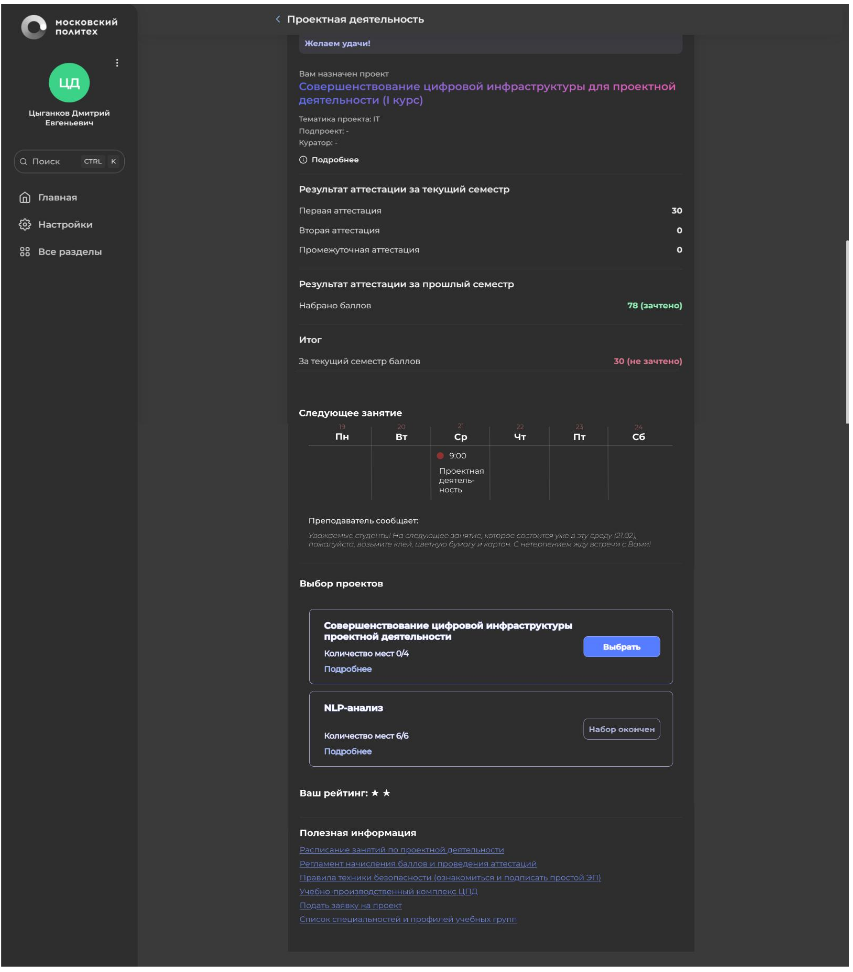 московский
политех
ЦД
Цыганков Дмитрий
Евгеньевич
Поиск CTRL K
Главная
Настройки
Все разделы
Проектная деятельность
Желаем удачи!
Вам назначен проект
Совершенствование цифровой инфраструктуры для проектной
деятельности (I курс)
Тематика проекта: IT
Подпроект: -
Куратор: -
Подробнее
Результат аттестации за текущий семестр
Первая аттестация 30
Вторая аттестация 0
Промежуточная аттестация 0
Результат аттестации за прошлый семестр
Набрано баллов 78 (зачтено)
Итог
За текущий семестр баллов 30 (не зачтено)
Следующее занятие
19 20 21 22 23 24
Пн Вт Ср Чт Пт Сб
9:00
Проектная
деятель-
ность
Преподаватель сообщает:
Уважаемые студенты! На следующее занятие, которое состоится уже в эту среду (21.02),
пожалуйста, возьмите клей, цветную бумагу и картон. С нетерпением жду встречи с Вами!
Выбор проектов
Совершенствование цифровой инфраструктуры
проектной деятельности
Количество мест 0/4
Подробнее
Выбрать
NLP-анализ
Количество мест 6/6
Подробнее
Набор окончен
Ваш рейтинг: ★ ★
Полезная информация
Расписание занятий по проектной деятельности
Регламент начисления баллов и проведения аттестаций
Правила техники безопасности (ознакомиться и подписать простой ЭП)
Учебно-производственный комплекс ЦПД
Подать заявку на проект
Список специальностей и профилей учебных групп